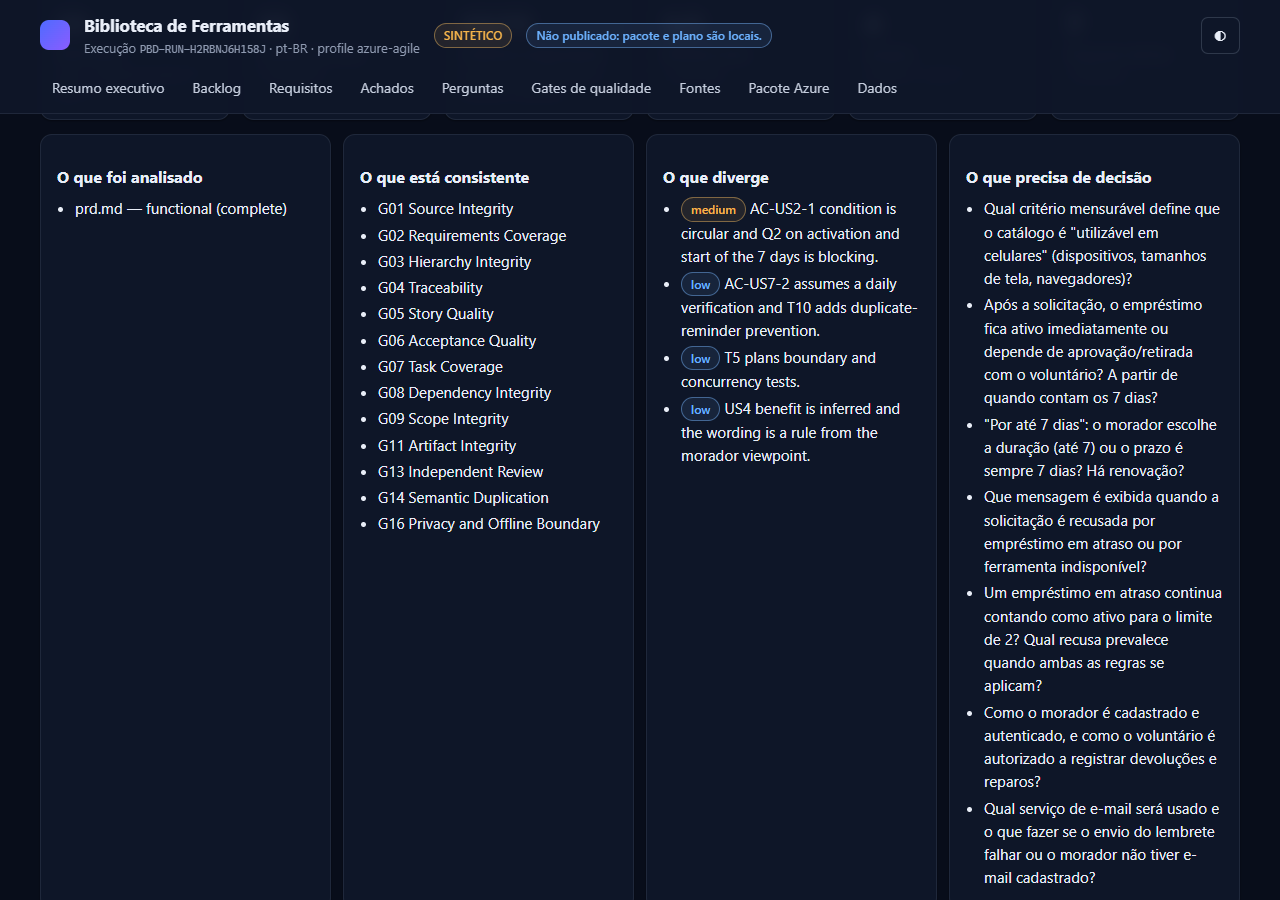 Biblioteca de Ferramentas
Execução PBD-RUN-H2RBNJ6H158J · pt-BR · profile azure-agile
SINTÉTICO
Não publicado: pacote e plano são locais.
Resumo executivo
Backlog
Requisitos
Achados
Perguntas
Gates de qualidade
Fontes
Pacote Azure
Dados
O que foi analisado
prd.md — functional (complete)
O que está consistente
G01 Source Integrity
G02 Requirements Coverage
G03 Hierarchy Integrity
G04 Traceability
G05 Story Quality
G06 Acceptance Quality
G07 Task Coverage
G08 Dependency Integrity
G09 Scope Integrity
G11 Artifact Integrity
G13 Independent Review
G14 Semantic Duplication
G16 Privacy and Offline Boundary
O que diverge
medium AC-US2-1 condition is
circular and Q2 on activation and
start of the 7 days is blocking.
low AC-US7-2 assumes a daily
verification and T10 adds duplicate-
reminder prevention.
low T5 plans boundary and
concurrency tests.
low US4 benefit is inferred and
the wording is a rule from the
morador viewpoint.
O que precisa de decisão
Qual critério mensurável define que
o catálogo é "utilizável em
celulares" (dispositivos, tamanhos
de tela, navegadores)?
Após a solicitação, o empréstimo
fica ativo imediatamente ou
depende de aprovação/retirada
com o voluntário? A partir de
quando contam os 7 dias?
"Por até 7 dias": o morador escolhe
a duração (até 7) ou o prazo é
sempre 7 dias? Há renovação?
Que mensagem é exibida quando a
solicitação é recusada por
empréstimo em atraso ou por
ferramenta indisponível?
Um empréstimo em atraso continua
contando como ativo para o limite
de 2? Qual recusa prevalece
quando ambas as regras se
aplicam?
Como o morador é cadastrado e
autenticado, e como o voluntário é
autorizado a registrar devoluções e
reparos?
Qual serviço de e-mail será usado e
o que fazer se o envio do lembrete
falhar ou o morador não tiver e-
mail cadastrado?